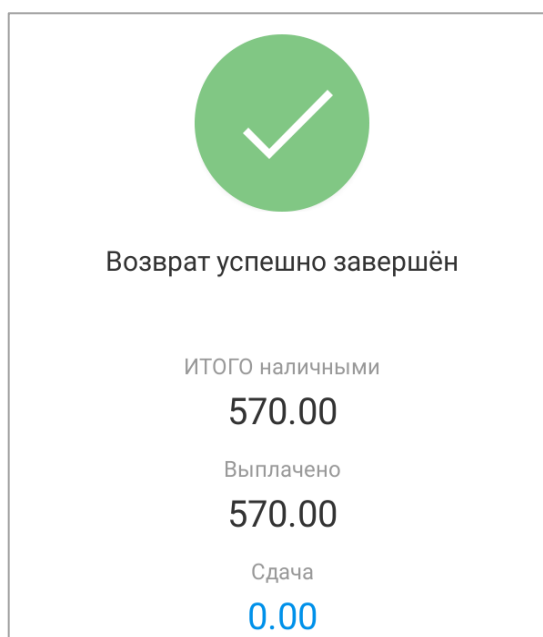 Возврат успешно завершён
ИТОГО наличными
570.00
Выплачено
570.00
Сдача
0.00